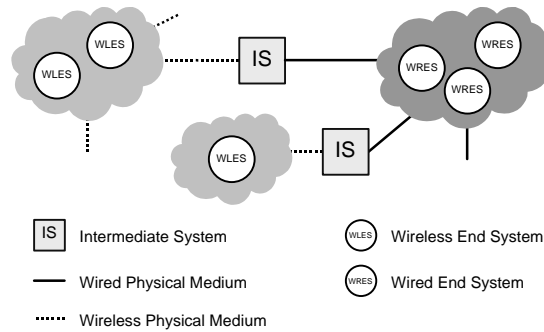 WLES
WRES
IS
WRES
WLES
WRES
WLES
IS
IS Intermediate System
WLES Wireless End System
Wired Physical Medium
WRES Wired End System
Wireless Physical Medium